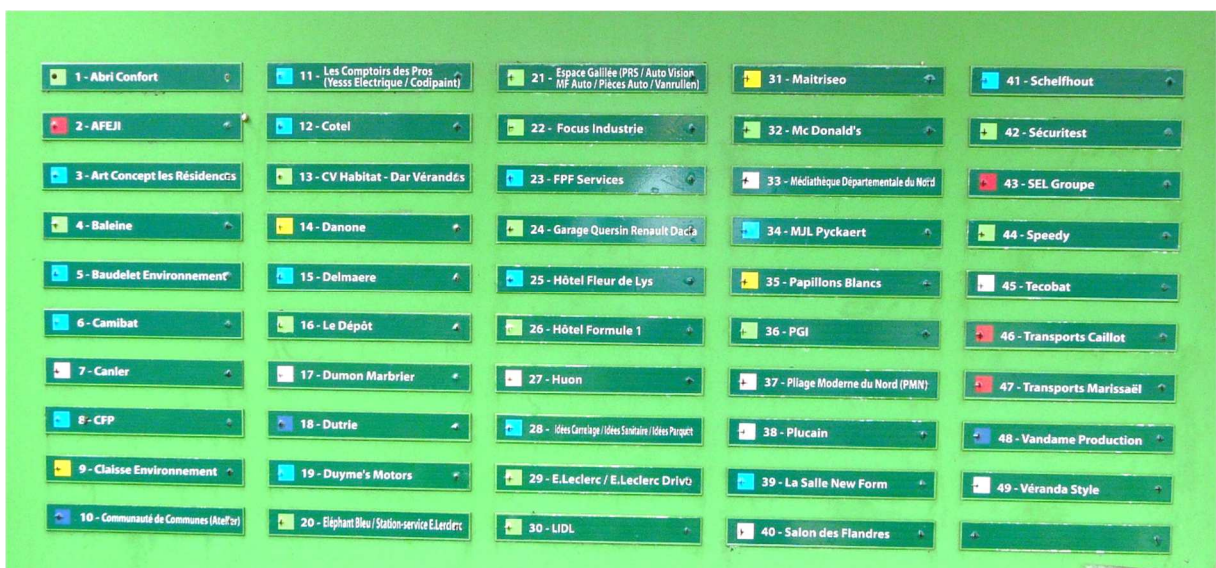 1 - Abri Confort
2 - AFEJI
3 - Art Concept les Résidences
4 - Baleine
5 - Baudelet Environnement
6 - Camibat
7 - Canler
8 - CFP
9 - Claisse Environnement
10 - Communauté de Communes (Atelier)
11 - Les Comptoirs des Pros
(Yesss Electrique / Codipaint)
12 - Cotel
13 - CV Habitat - Dar Vérandas
14 - Danone
15 - Delmaere
16 - Le Dépôt
17 - Dumon Marbrier
18 - Dutrie
19 - Duyme's Motors
20 - Eléphant Bleu / Station-service E.Lerclerc
21 - Espace Galilée (PRS / Auto Vision
MF Auto / Pièces Auto / Vanrullen)
22 - Focus Industrie
23 - FPF Services
24 - Garage Quersin Renault Dacia
25 - Hôtel Fleur de Lys
26 - Hôtel Formule 1
27 - Huon
28 - Idées Carrelage / Idées Sanitaire / Idées Parquet
29 - E.Leclerc / E.Leclerc Drive
30 - LIDL
31 - Maitriseo
32 - Mc Donald's
33 - Médiathèque Départementale du Nord
34 - MJL Pyckaert
35 - Papillons Blancs
36 - PGI
37 - Pliage Moderne du Nord (PMN)
38 - Plucain
39 - La Salle New Form
40 - Salon des Flandres
41 - Schelfhout
42 - Sécuritest
43 - SEL Groupe
44 - Speedy
45 - Tecobat
46 - Transports Caillot
47 - Transports Marissaël
48 - Vandame Production
49 - Véranda Style